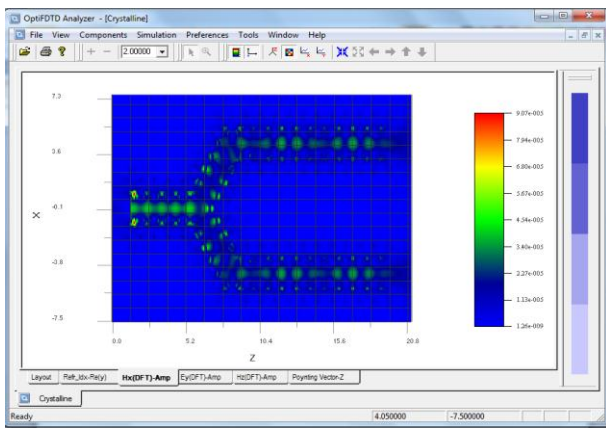 OptiFDTD Analyzer - [Crystalline]
File View Components Simulation Preferences Tools Window Help
2.00000
7.3
3.6
-0.1
-3.8
-7.5
X
0.0 5.2 10.4 15.6 20.8
Z
9.07e-005
7.94e-005
6.80e-005
5.67e-005
4.54e-005
3.40e-005
2.27e-005
1.13e-005
1.26e-009
Layout Refr_Idx-Re(y) Hx(DFT)-Amp Ey(DFT)-Amp Hz(DFT)-Amp Poynting Vector-Z
Crystalline
Ready 4.050000 -7.500000